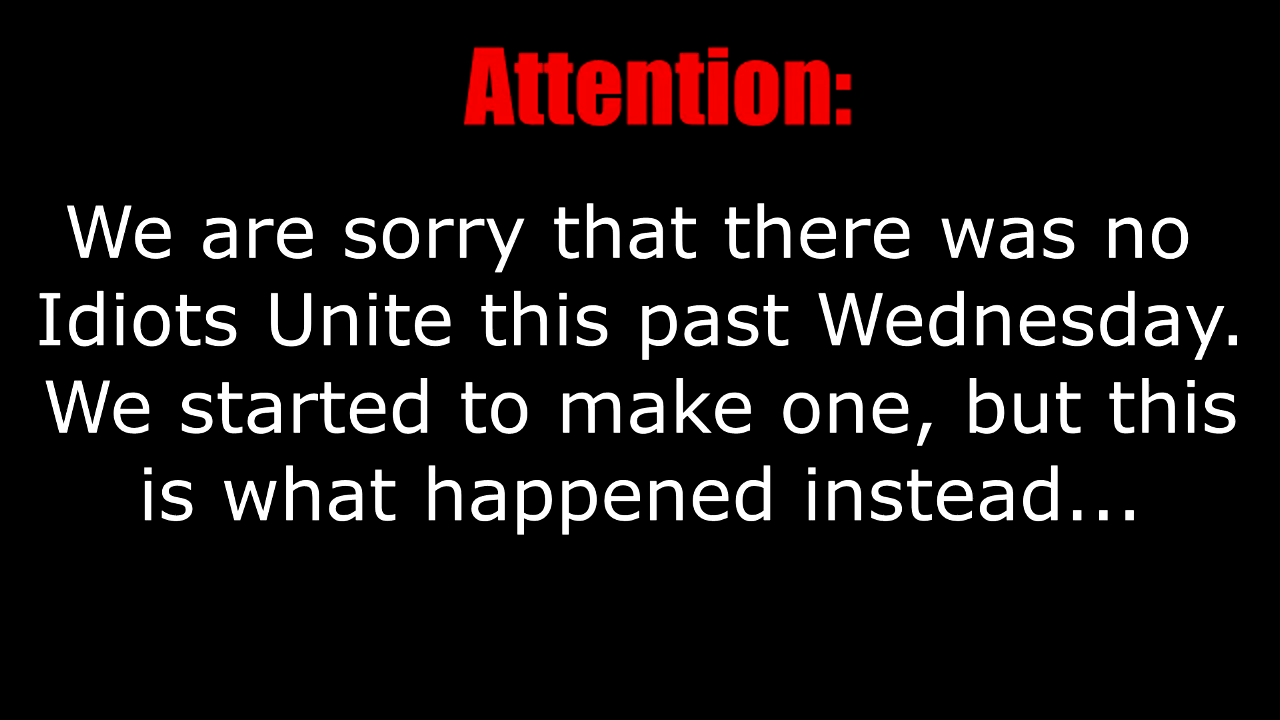 Attention:
We are sorry that there was no
Idiots Unite this past Wednesday.
We started to make one, but this
is what happened instead...